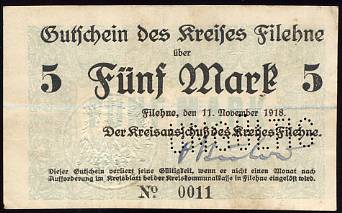 Gutschein des Kreises Filehne
über
5 Fünf Mark 5
Filehne, den 11. November 1918.
Der Kreisausschuß des Kreises Filehne.
Dieser Gutschein verliert seine Gültigkeit, wenn er nicht einen Monat nach
Aufforderung im Kreisblatt bei der Kreiskommunalkasse in Filehne eingelöst wird.
No 0011